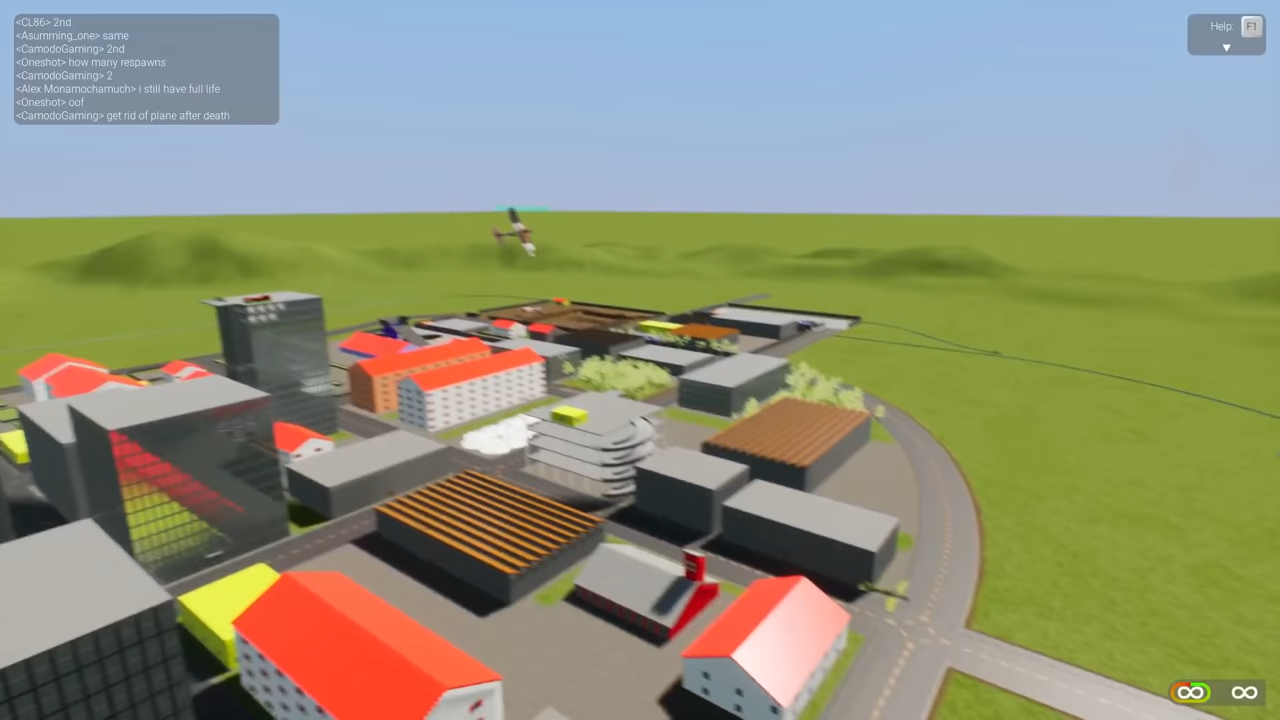 <CL86> 2nd
<Asumming_one> same
<CamodoGaming> 2nd
<Oneshot> how many respawns
<CamodoGaming> 2
<Alex Monamochamuch> i still have full life
<Oneshot> oof
<CamodoGaming> get rid of plane after death
Help: F1